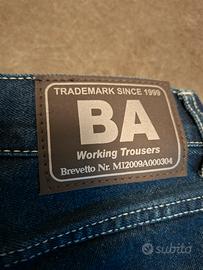 TRADEMARK SINCE 1999
BA
Working Trousers
Brevetto Nr. MI2009A000304
subito